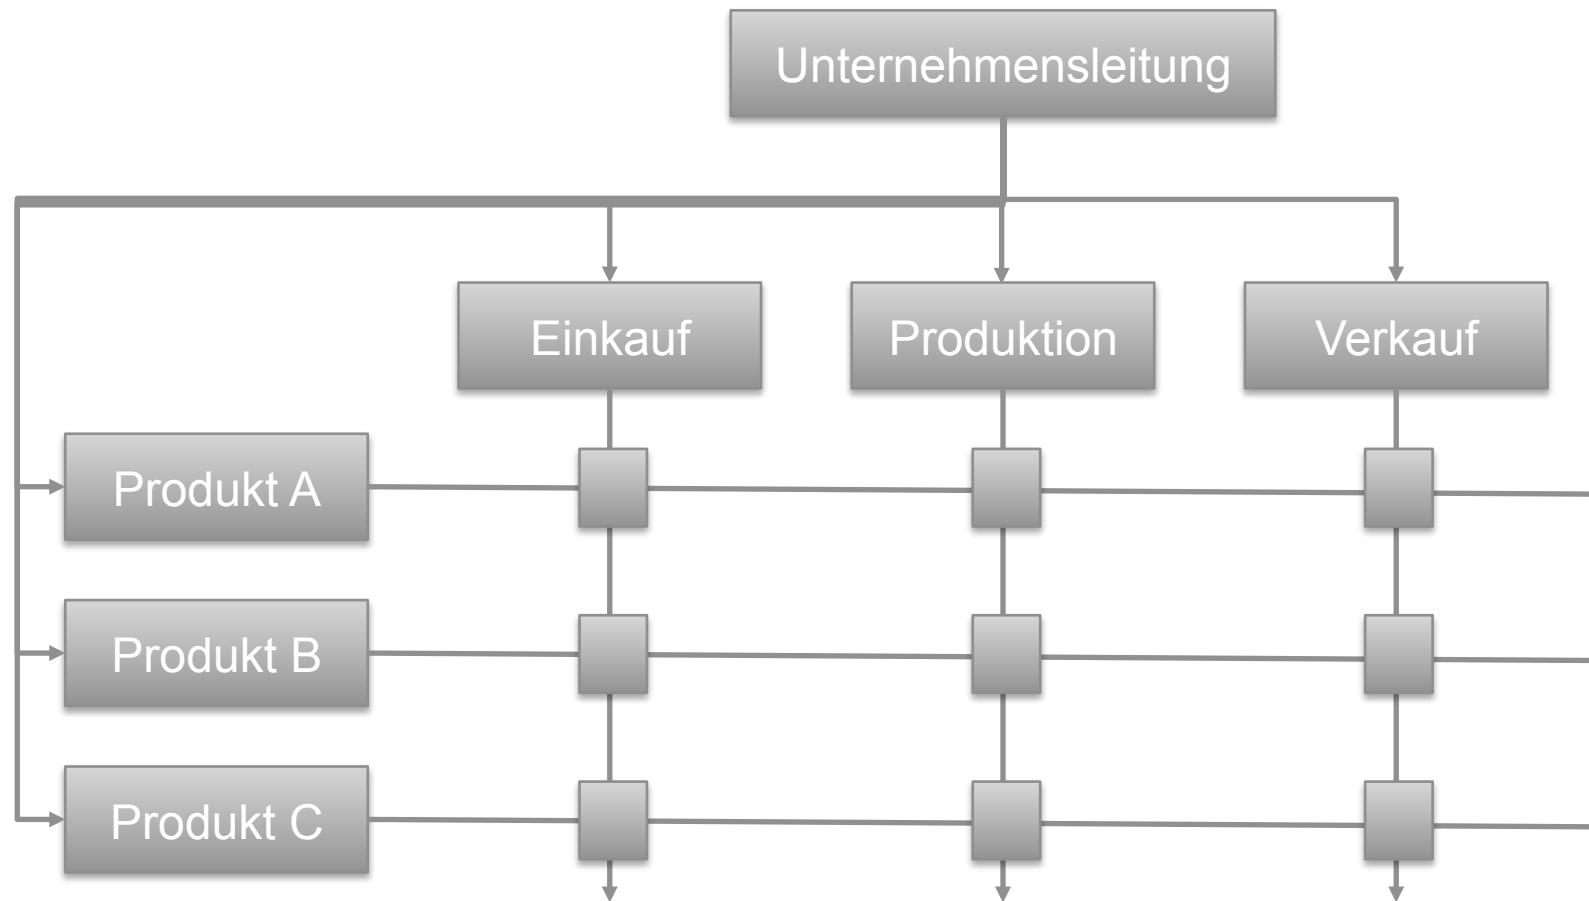 Unternehmensleitung
Einkauf
Produktion
Verkauf
Produkt A
Produkt B
Produkt C